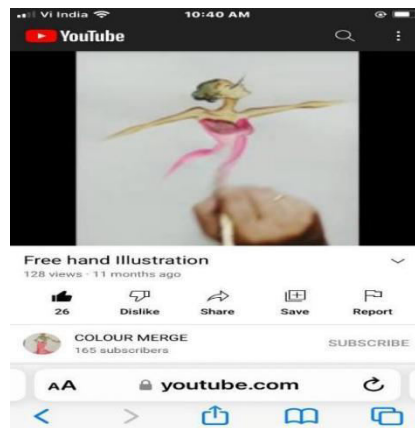 Vi India 10:40 AM
YouTube
Free hand Illustration
128 views · 11 months ago
26 Dislike Share Save Report
COLOUR MERGE
165 subscribers
SUBSCRIBE
AA youtube.com